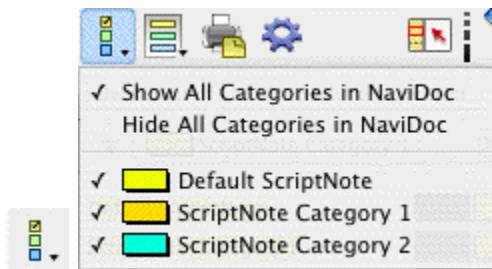 Show All Categories in NaviDoc
Hide All Categories in NaviDoc
Default ScriptNote
ScriptNote Category 1
ScriptNote Category 2